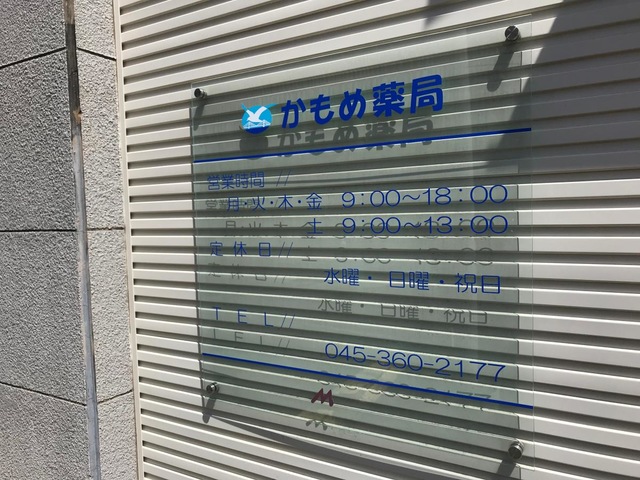 かもめ薬局
営業時間 //
月・火・木・金 9:00〜18:00
土 9:00〜13:00
定休日 // 水曜・日曜・祝日
TEL // 045-360-2177